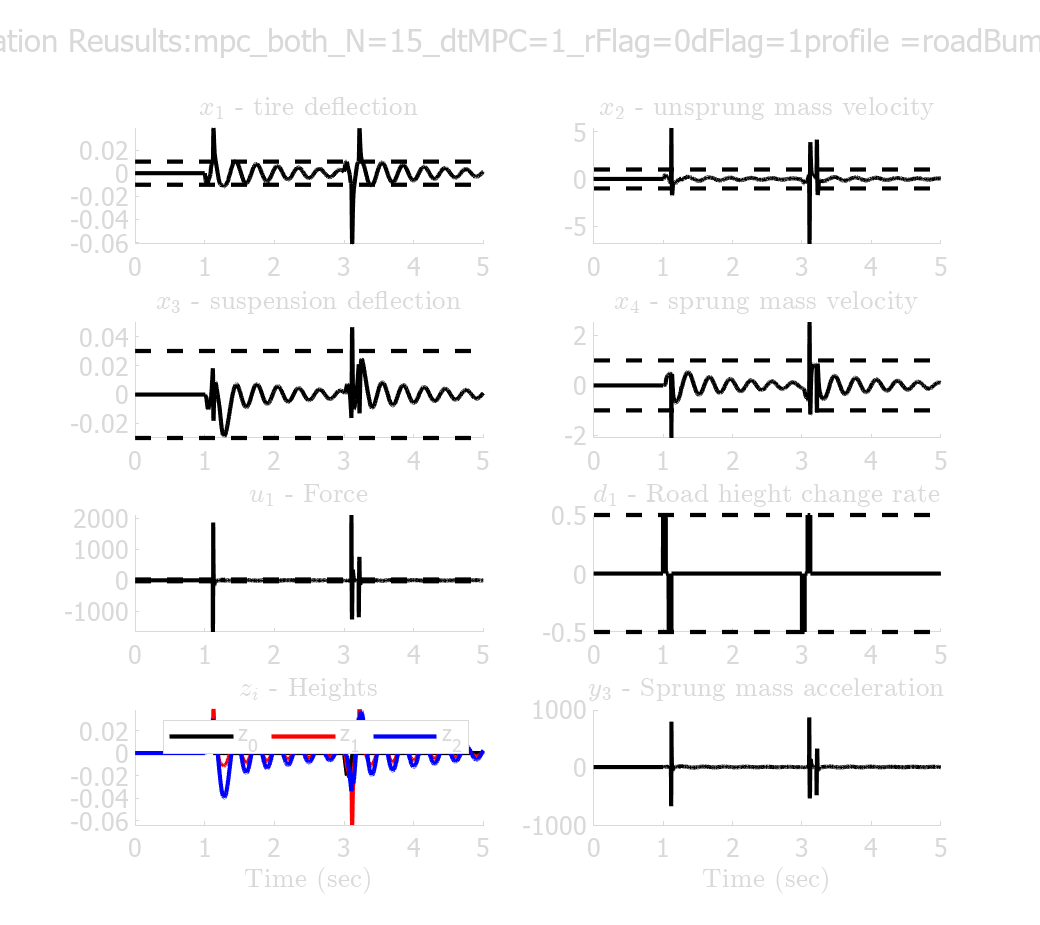 ation Reusults:mpc_both_N=15_dtMPC=1_rFlag=0dFlag=1profile =roadBum
x₁ - tire deflection
x₂ - unsprung mass velocity
0.02
0
-0.02
-0.04
-0.06
0 1 2 3 4 5
5
0
-5
0 1 2 3 4 5
x₃ - suspension deflection
x₄ - sprung mass velocity
0.04
0.02
0
-0.02
0 1 2 3 4 5
2
0
-2
0 1 2 3 4 5
u₁ - Force
d₁ - Road hieght change rate
2000
1000
0
-1000
0 1 2 3 4 5
0.5
0
-0.5
0 1 2 3 4 5
zᵢ - Heights
y₃ - Sprung mass acceleration
0.02
0
-0.02
-0.04
-0.06
z₀ z₁ z₂
0 1 2 3 4 5
Time (sec)
1000
0
-1000
0 1 2 3 4 5
Time (sec)